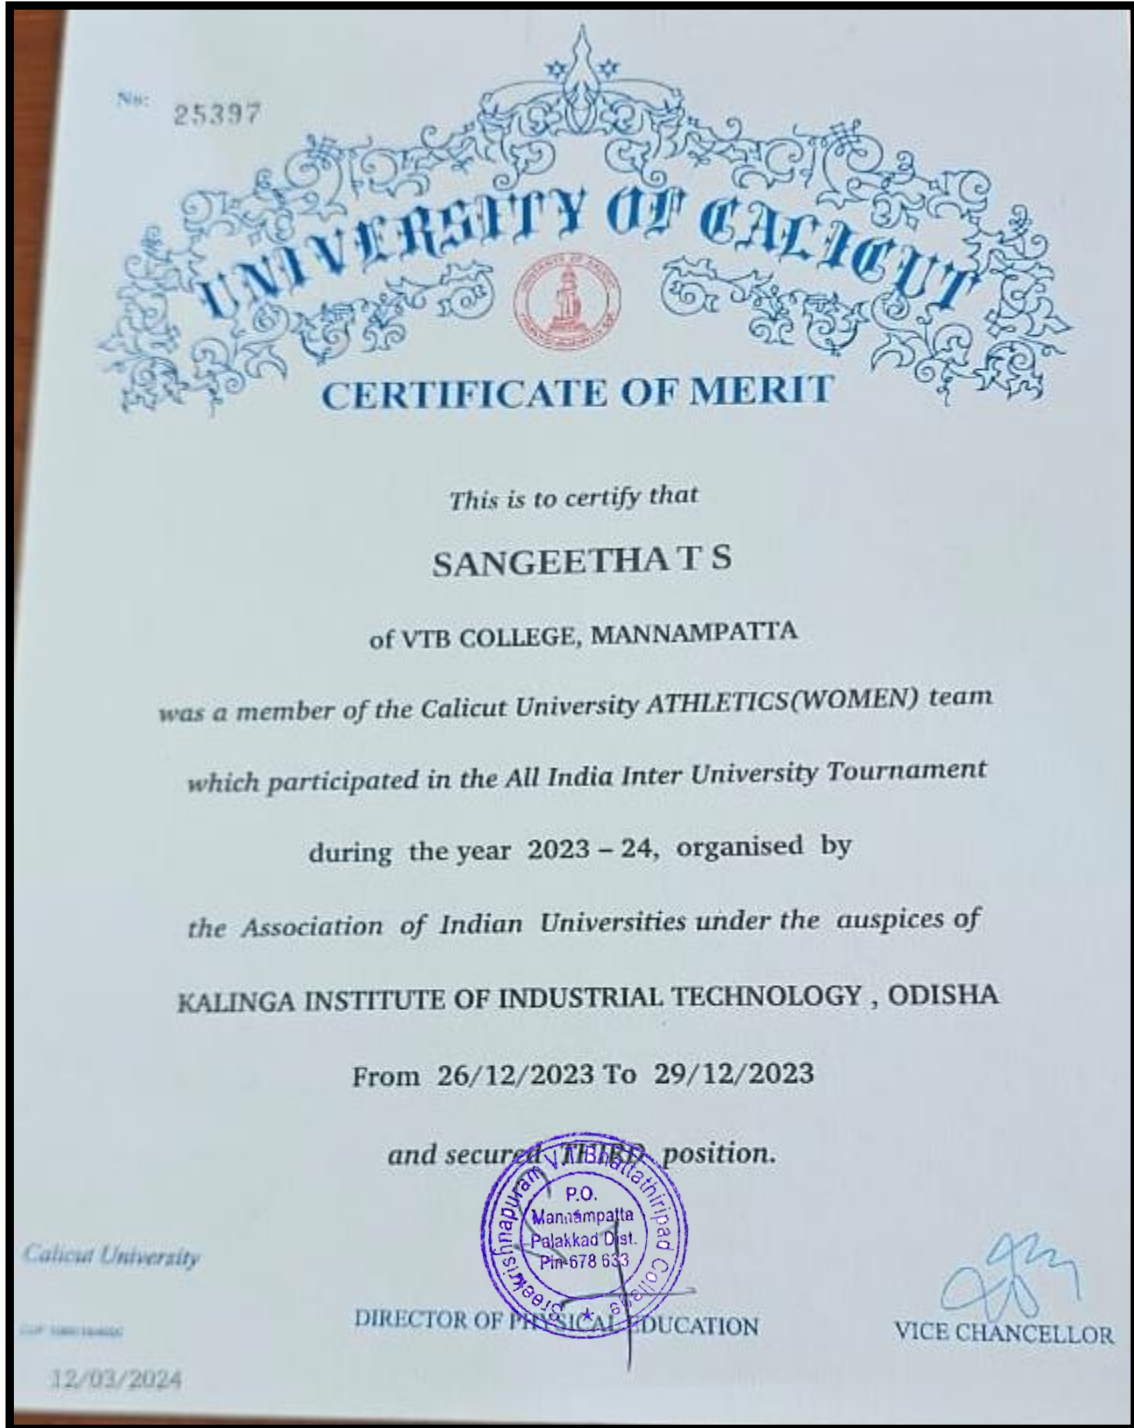 No: 25397
UNIVERSITY OF CALICUT
CERTIFICATE OF MERIT
This is to certify that
SANGEETHA T S
of VTB COLLEGE, MANNAMPATTA
was a member of the Calicut University ATHLETICS(WOMEN) team
which participated in the All India Inter University Tournament
during the year 2023 – 24, organised by
the Association of Indian Universities under the auspices of
KALINGA INSTITUTE OF INDUSTRIAL TECHNOLOGY , ODISHA
From 26/12/2023 To 29/12/2023
and secured THIRD position.
Sreekrishnapuram V.T. Bhattathiripad College
P.O.
Mannampatta
Palakkad Dist.
Pin-678 633
Calicut University
DIRECTOR OF PHYSICAL EDUCATION
VICE CHANCELLOR
12/03/2024